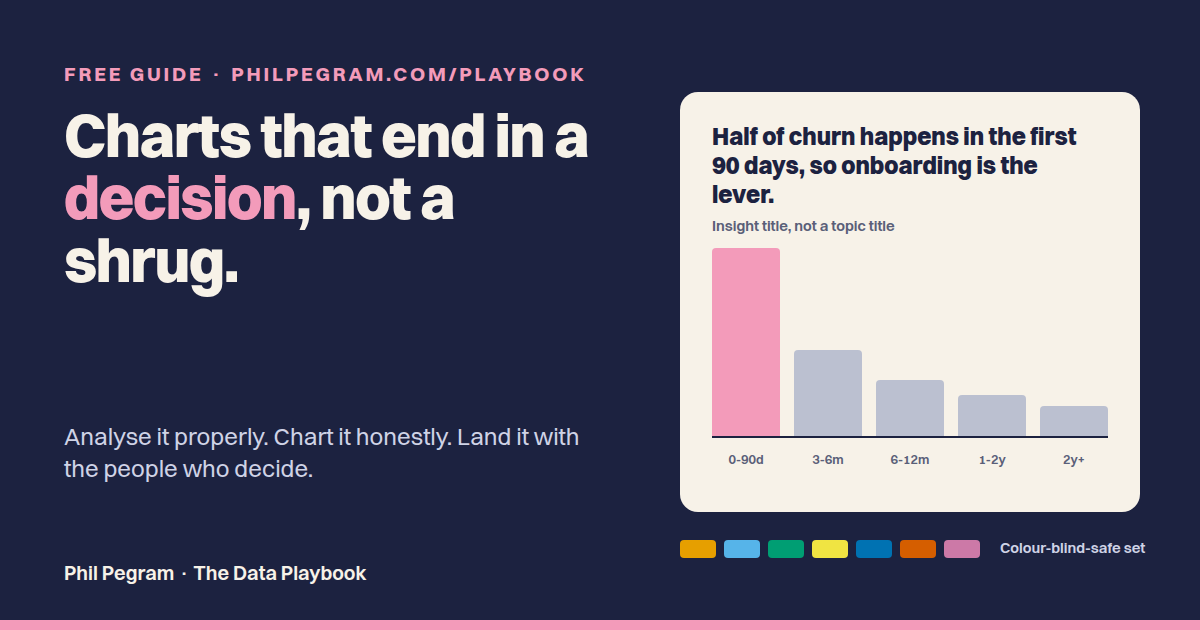 FREE GUIDE · PHILPEGRAM.COM/PLAYBOOK
Charts that end in a
decision, not a
shrug.
Analyse it properly. Chart it honestly. Land it with
the people who decide.
Phil Pegram · The Data Playbook
Half of churn happens in the first
90 days, so onboarding is the
lever.
Insight title, not a topic title
0-90d 3-6m 6-12m 1-2y 2y+
Colour-blind-safe set